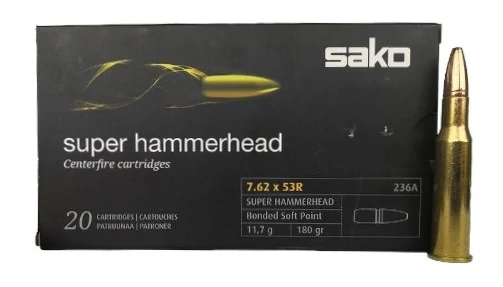 sako
super hammerhead
Centerfire cartridges
7.62 x 53R 236A
SUPER HAMMERHEAD
Bonded Soft Point
11,7 g 180 gr
20 CARTRIDGES | CARTOUCHES
PATRUUNAA | PATRONER